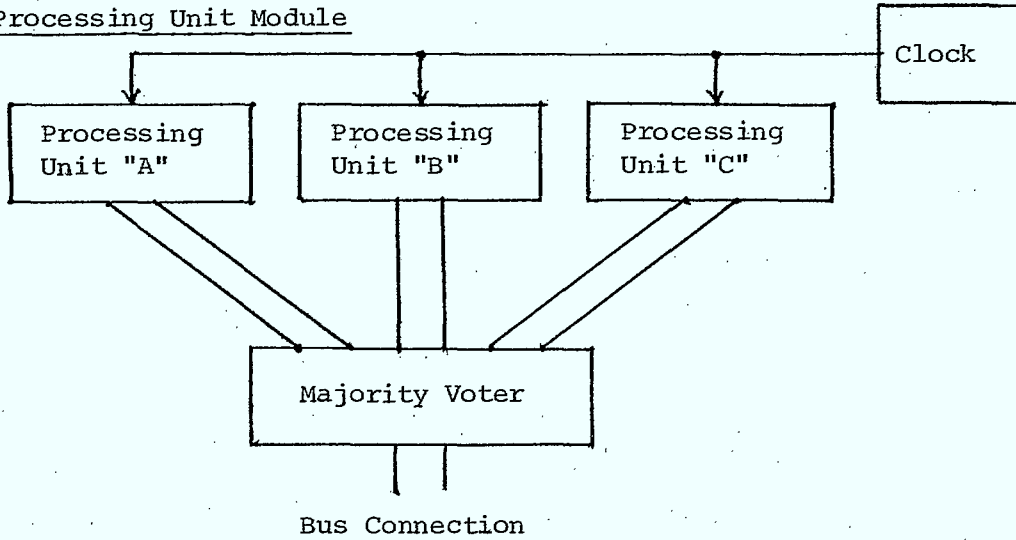 Processing Unit Module
Clock
Processing
Unit "A"
Processing
Unit "B"
Processing
Unit "C"
Majority Voter
Bus Connection